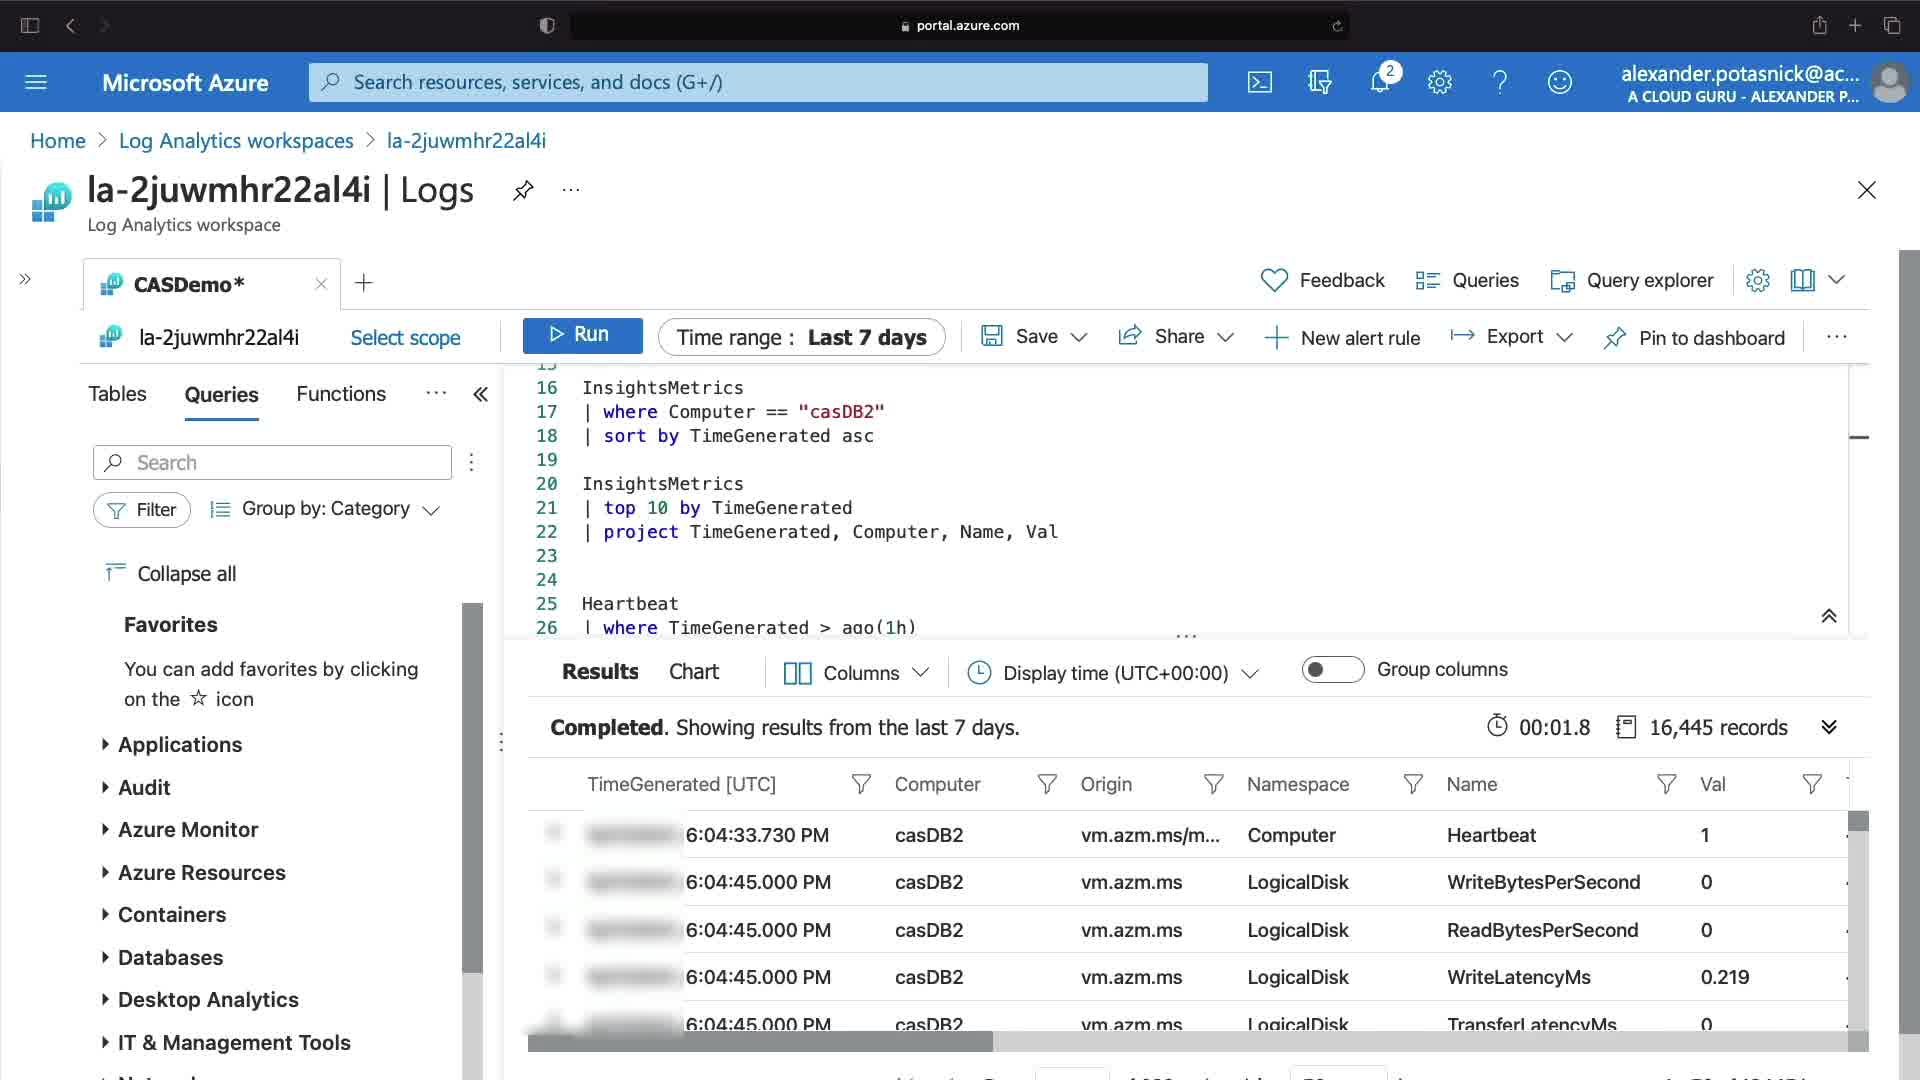 portal.azure.com
Microsoft Azure
Search resources, services, and docs (G+/)
2
alexander.potasnick@ac...
A CLOUD GURU - ALEXANDER P...
Home > Log Analytics workspaces > la-2juwmhr22al4i
la-2juwmhr22al4i | Logs
Log Analytics workspace
CASDemo*
Feedback
Queries
Query explorer
la-2juwmhr22al4i
Select scope
Run
Time range : Last 7 days
Save
Share
New alert rule
Export
Pin to dashboard
Tables
Queries
Functions
Search
Filter
Group by: Category
Collapse all
Favorites
You can add favorites by clicking
on the ☆ icon
Applications
Audit
Azure Monitor
Azure Resources
Containers
Databases
Desktop Analytics
IT & Management Tools
15
16 InsightsMetrics
17 | where Computer == "casDB2"
18 | sort by TimeGenerated asc
19
20 InsightsMetrics
21 | top 10 by TimeGenerated
22 | project TimeGenerated, Computer, Name, Val
23
24
25 Heartbeat
26 | where TimeGenerated > ago(1h)
Results
Chart
Columns
Display time (UTC+00:00)
Group columns
Completed. Showing results from the last 7 days.
00:01.8
16,445 records
TimeGenerated [UTC] Computer Origin Namespace Name Val
6:04:33.730 PM casDB2 vm.azm.ms/m... Computer Heartbeat 1
6:04:45.000 PM casDB2 vm.azm.ms LogicalDisk WriteBytesPerSecond 0
6:04:45.000 PM casDB2 vm.azm.ms LogicalDisk ReadBytesPerSecond 0
6:04:45.000 PM casDB2 vm.azm.ms LogicalDisk WriteLatencyMs 0.219
6:04:45.000 PM casDB2 vm.azm.ms LogicalDisk TransferLatencyMs 0